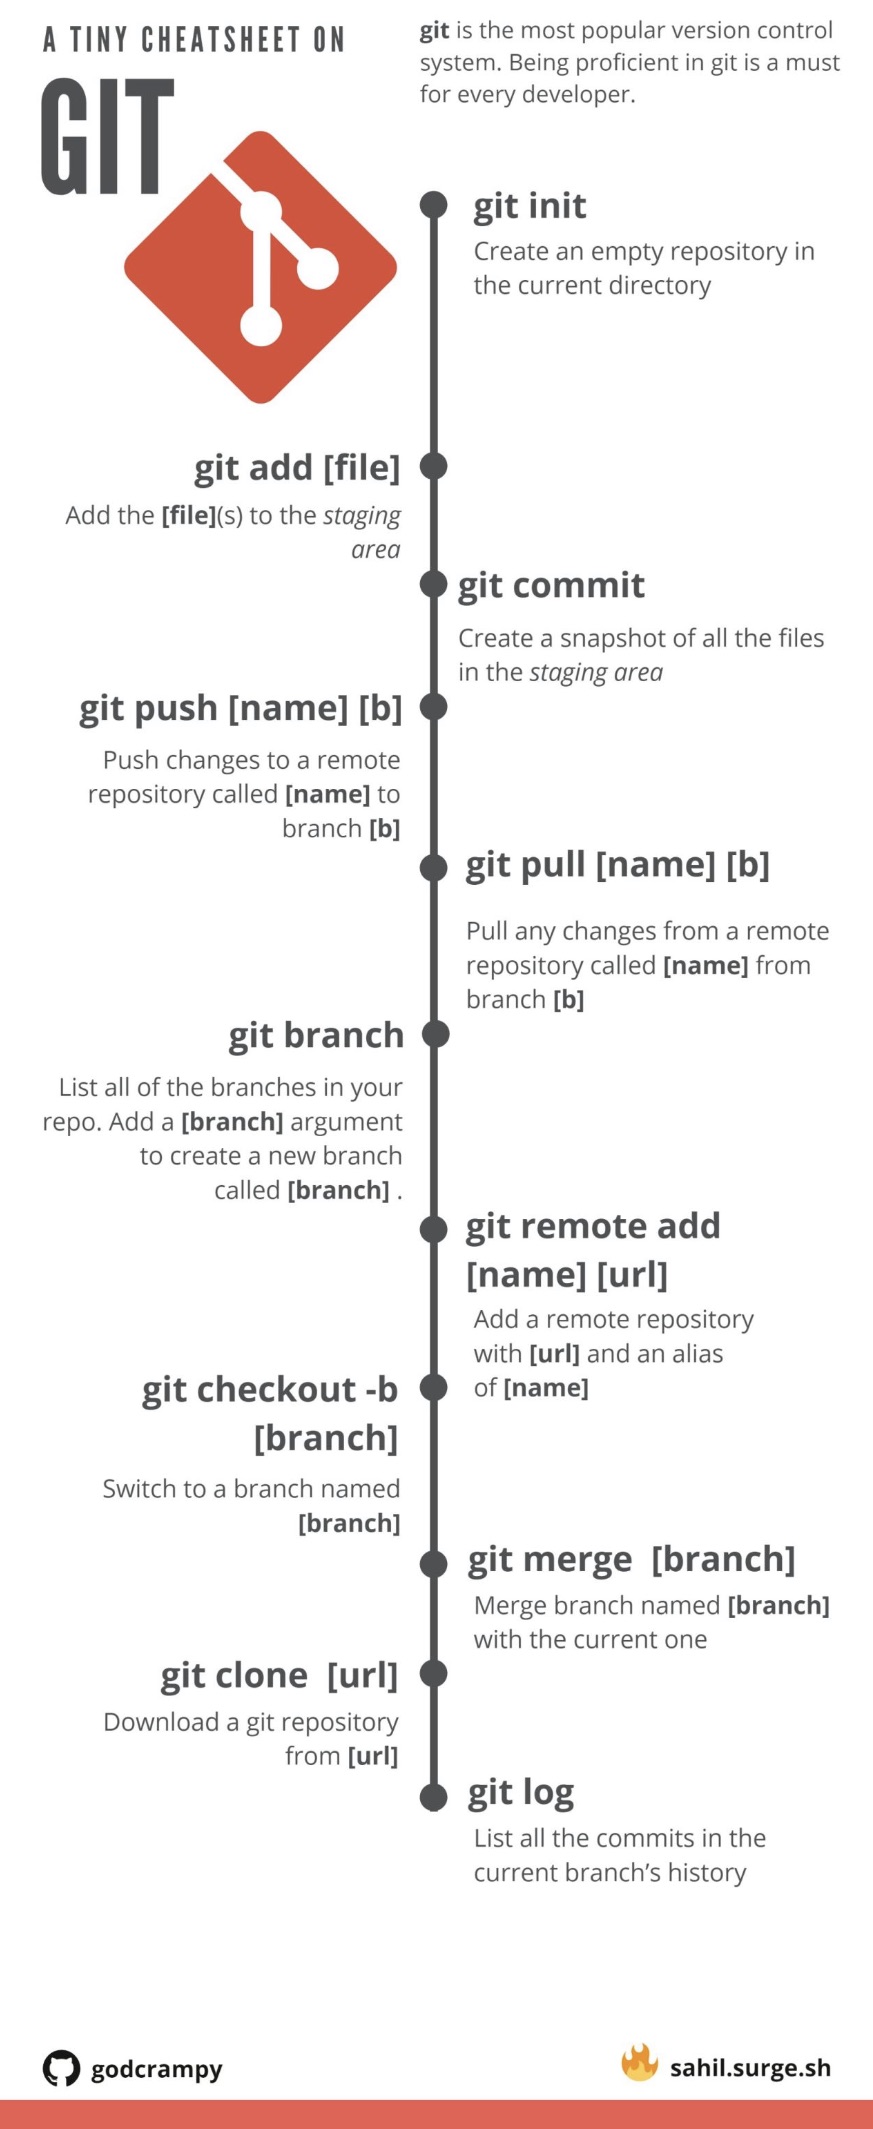 A TINY CHEATSHEET ON
GIT
git is the most popular version control
system. Being proficient in git is a must
for every developer.
git init
Create an empty repository in
the current directory
git add [file]
Add the [file](s) to the staging
area
git commit
Create a snapshot of all the files
in the staging area
git push [name] [b]
Push changes to a remote
repository called [name] to
branch [b]
git pull [name] [b]
Pull any changes from a remote
repository called [name] from
branch [b]
git branch
List all of the branches in your
repo. Add a [branch] argument
to create a new branch
called [branch] .
git remote add
[name] [url]
Add a remote repository
with [url] and an alias
of [name]
git checkout -b
[branch]
Switch to a branch named
[branch]
git merge  [branch]
Merge branch named [branch]
with the current one
git clone  [url]
Download a git repository
from [url]
git log
List all the commits in the
current branch’s history
godcrampy
sahil.surge.sh